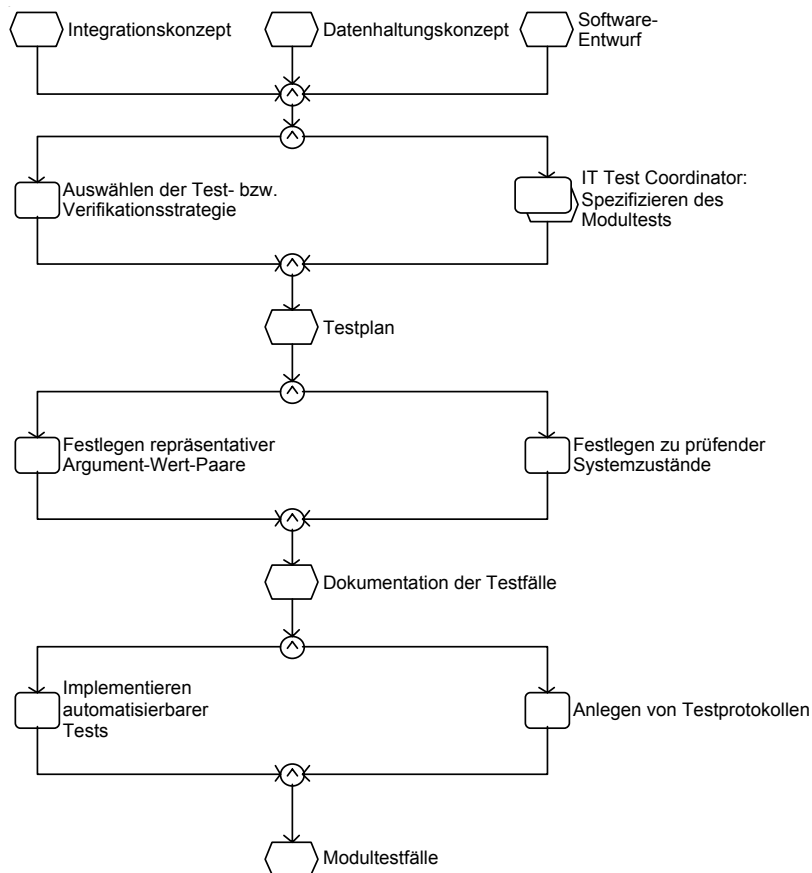 Integrationskonzept
Datenhaltungskonzept
Software-
Entwurf
Auswählen der Test- bzw.
Verifikationsstrategie
IT Test Coordinator:
Spezifizieren des
Modultests
Testplan
Festlegen repräsentativer
Argument-Wert-Paare
Festlegen zu prüfender
Systemzustände
Dokumentation der Testfälle
Implementieren
automatisierbarer
Tests
Anlegen von Testprotokollen
Modultestfälle